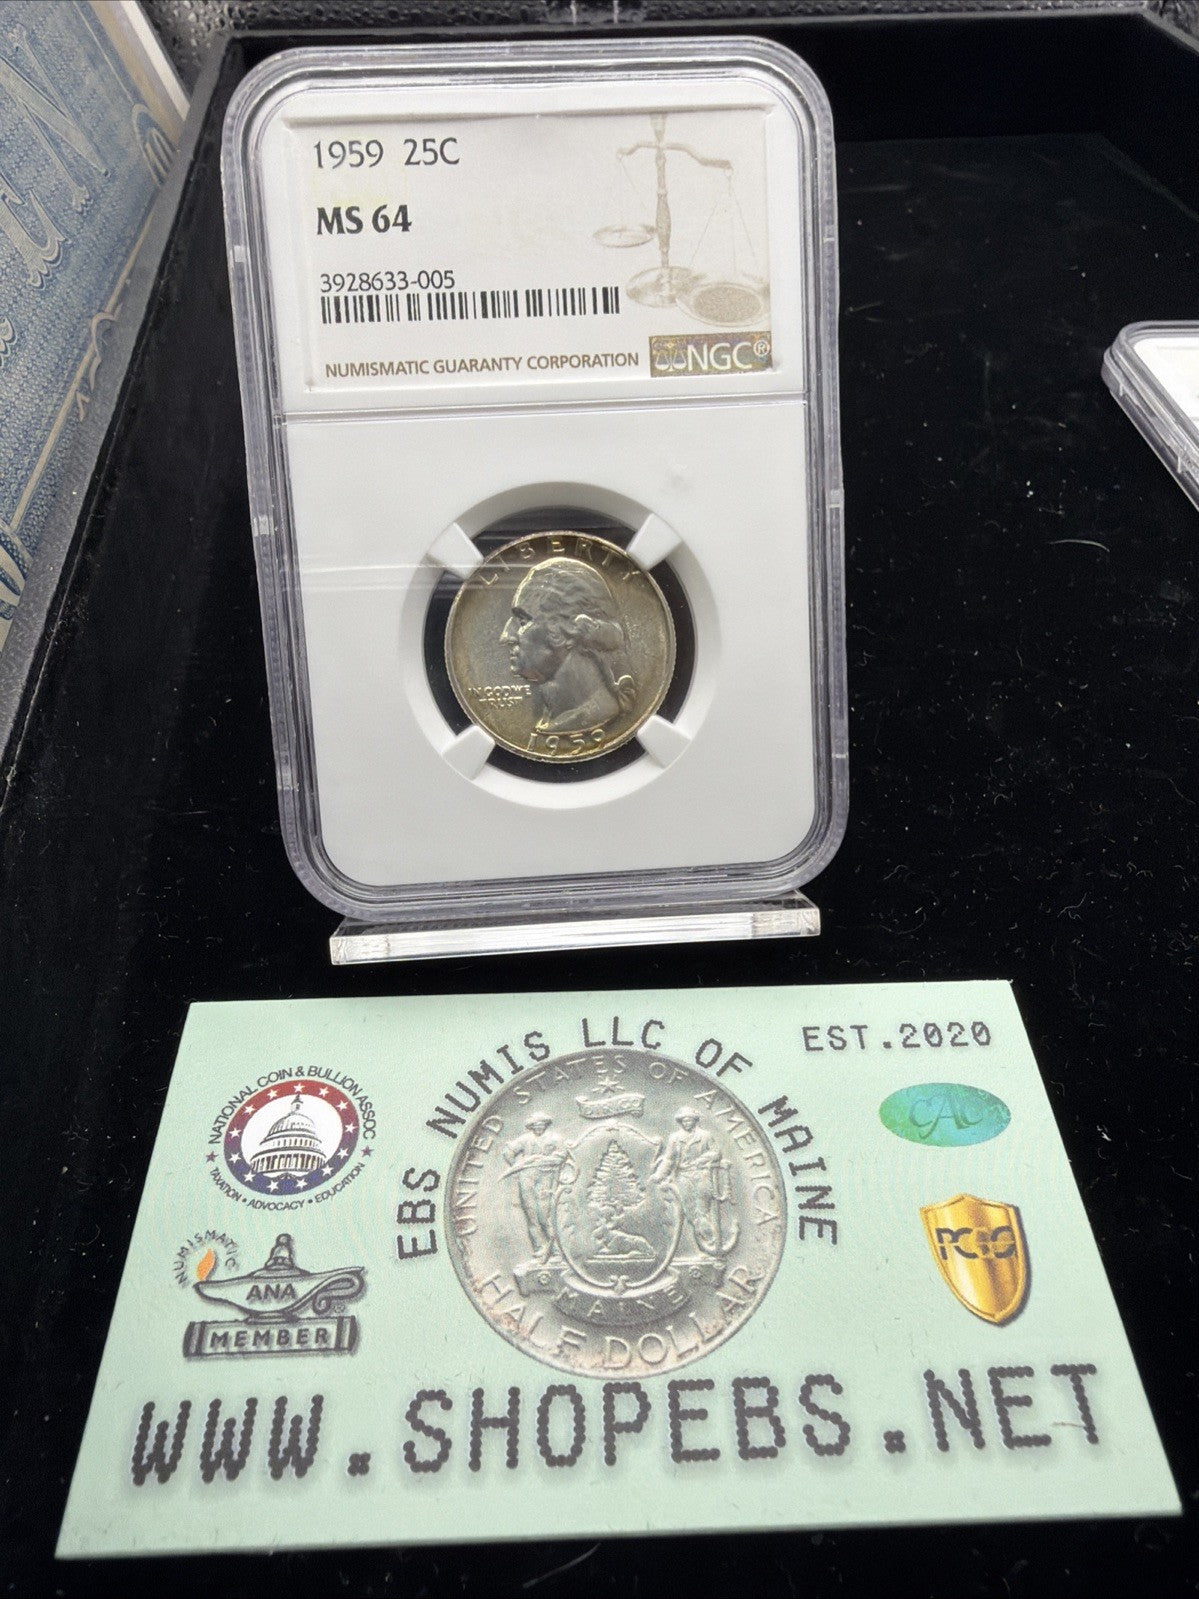 1959 25C
MS 64
3928633-005
NUMISMATIC GUARANTY CORPORATION NGC®
LIBERTY
IN GOD WE
TRUST
1959
EBS NUMIS LLC OF MAINE
EST.2020
NATIONAL COIN & BULLION ASSOC
TAXATION • ADVOCACY • EDUCATION
CAC
UNITED STATES OF AMERICA
MAINE
HALF DOLLAR
PCGS
NUMISMATIC
ANA
MEMBER
WWW.SHOPEBS.NET